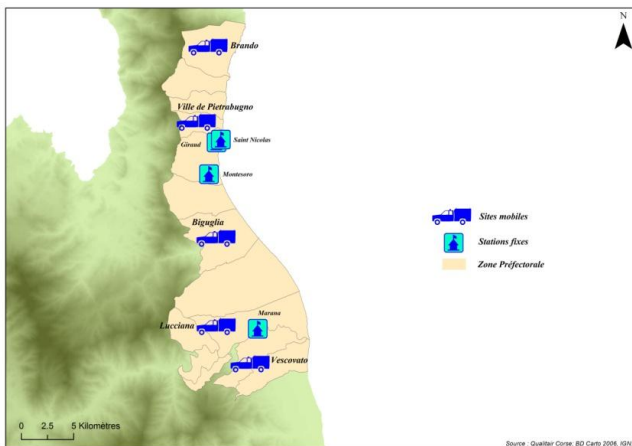 N
Brando
Ville de Pietrabugno
Giraud
Saint Nicolas
Montesoro
Biguglia
Sites mobiles
Stations fixes
Zone Préfectorale
Marana
Lucciana
Vescovato
0 2.5 5 Kilomètres
Source : Qualitair Corse: BD Carto 2006, IGN.